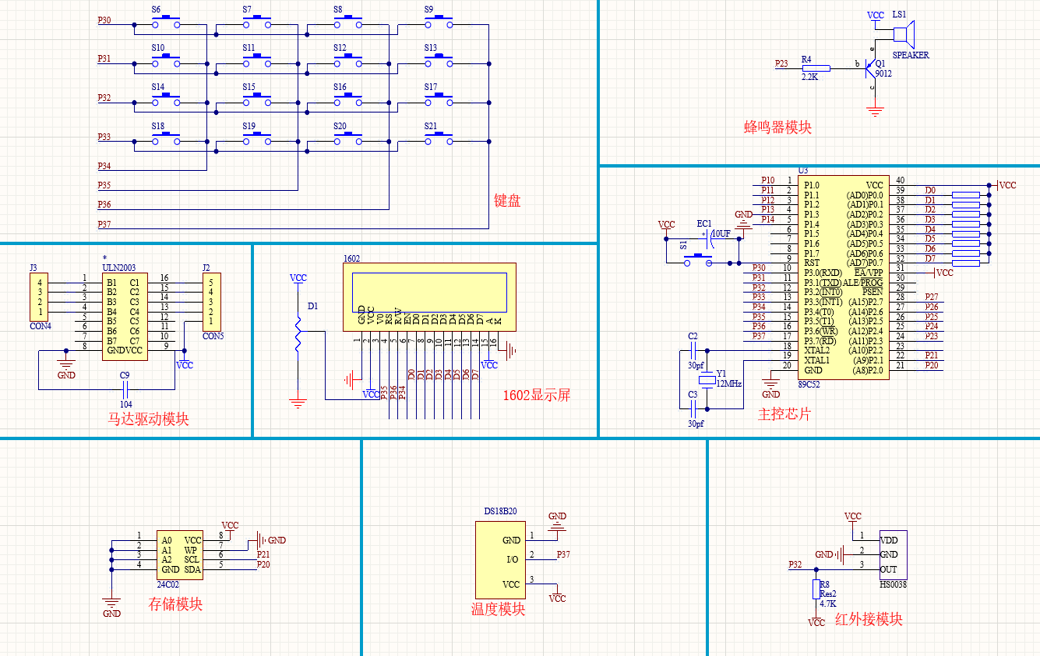 S6 S7 S8 S9
P30
S10 S11 S12 S13
P31
S14 S15 S16 S17
P32
S18 S19 S20 S21
P33
P34
P35
P36
P37
键盘
VCC LS1
SPEAKER
e
P23 R4 b Q1
2.2K 9012
c
蜂鸣器模块
*
J3 ULN2003 J2
4 1 B1 C1 16 5
3 2 B2 C2 15 4
2 3 B3 C3 14 3
1 4 B4 C4 13 2
CON4 5 B5 C5 12 1
6 B6 C6 11 CON5
7 B7 C7 10
8 GNDVCC 9
GND VCC
C9
104
马达驱动模块
1602
VCC
D1
GND VCC V0 RS R/W EN D0 D1 D2 D3 D4 D5 D6 D7 A K
1 2 3 4 5 6 7 8 9 10 11 12 13 14 15 16
VCC
VCC P35 P36 P34 D0 D1 D2 D3 D4 D5 D6 D7
1602显示屏
U3
P10 1 P1.0 VCC 40 VCC
P11 2 P1.1 (AD0)P0.0 39 D0
P12 3 P1.2 (AD1)P0.1 38 D1
P13 4 P1.3 (AD2)P0.2 37 D2
P14 5 P1.4 (AD3)P0.3 36 D3
6 P1.5 (AD4)P0.4 35 D4
7 P1.6 (AD5)P0.5 34 D5
8 P1.7 (AD6)P0.6 33 D6
9 RST (AD7)P0.7 32 D7
P30 10 P3.0(RXD) EA/VPP 31 VCC
P31 11 P3.1(TXD) ALE/PROG 30
P32 12 P3.2(INT0) PSEN 29
P33 13 P3.3(INT1) (A15)P2.7 28 P27
P34 14 P3.4(T0) (A14)P2.6 27 P26
P35 15 P3.5(T1) (A13)P2.5 26 P25
P36 16 P3.6(WR) (A12)P2.4 25 P24
P37 17 P3.7(RD) (A11)P2.3 24 P23
18 XTAL2 (A10)P2.2 23
19 XTAL1 (A9)P2.1 22 P21
20 GND (A8)P2.0 21 P20
89C52
GND
VCC EC1 GND
+ 10UF
S1
C2
30pf
Y1
12MHz
C3
30pf
GND
主控芯片
1 A0 VCC 8 VCC
2 A1 WP 7 GND
3 A2 SCL 6 P21
4 GND SDA 5 P20
24C02
GND
存储模块
DS18B20
GND
GND 1
I/O 2 P37
VCC 3
VCC
温度模块
VCC
1 VDD
GND 2 GND
P32 3 OUT
HS0038
R8
Res2
4.7K
VCC
红外接模块